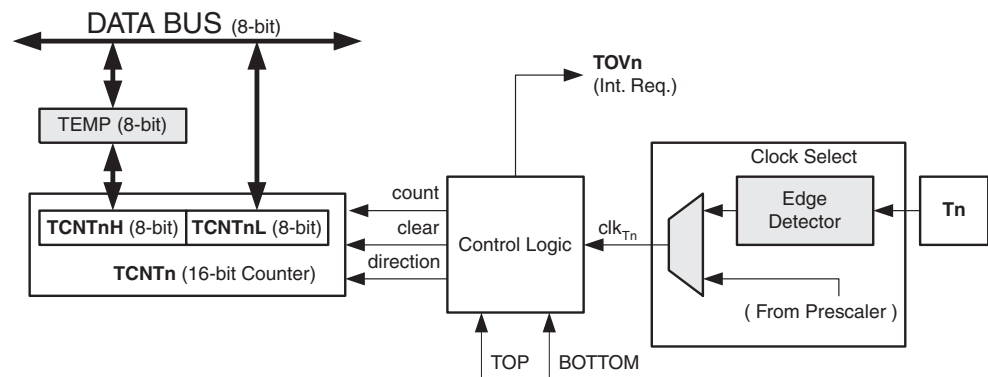 DATA BUS (8-bit)
TOVn
(Int. Req.)
TEMP (8-bit)
Clock Select
count
TCNTnH (8-bit) TCNTnL (8-bit)
clear
Control Logic
clkTn
Edge
Detector
Tn
TCNTn (16-bit Counter)
direction
( From Prescaler )
TOP
BOTTOM